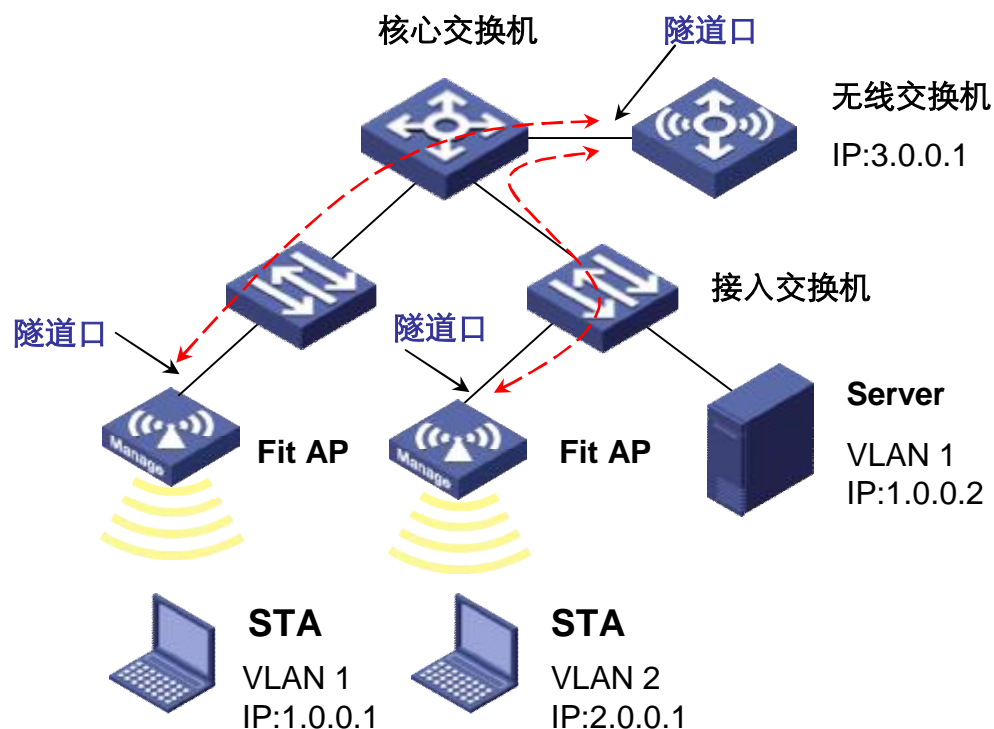 核心交换机
隧道口
无线交换机
IP:3.0.0.1
接入交换机
隧道口
隧道口
Manage
Fit AP
Manage
Fit AP
Server
VLAN 1
IP:1.0.0.2
STA
VLAN 1
IP:1.0.0.1
STA
VLAN 2
IP:2.0.0.1